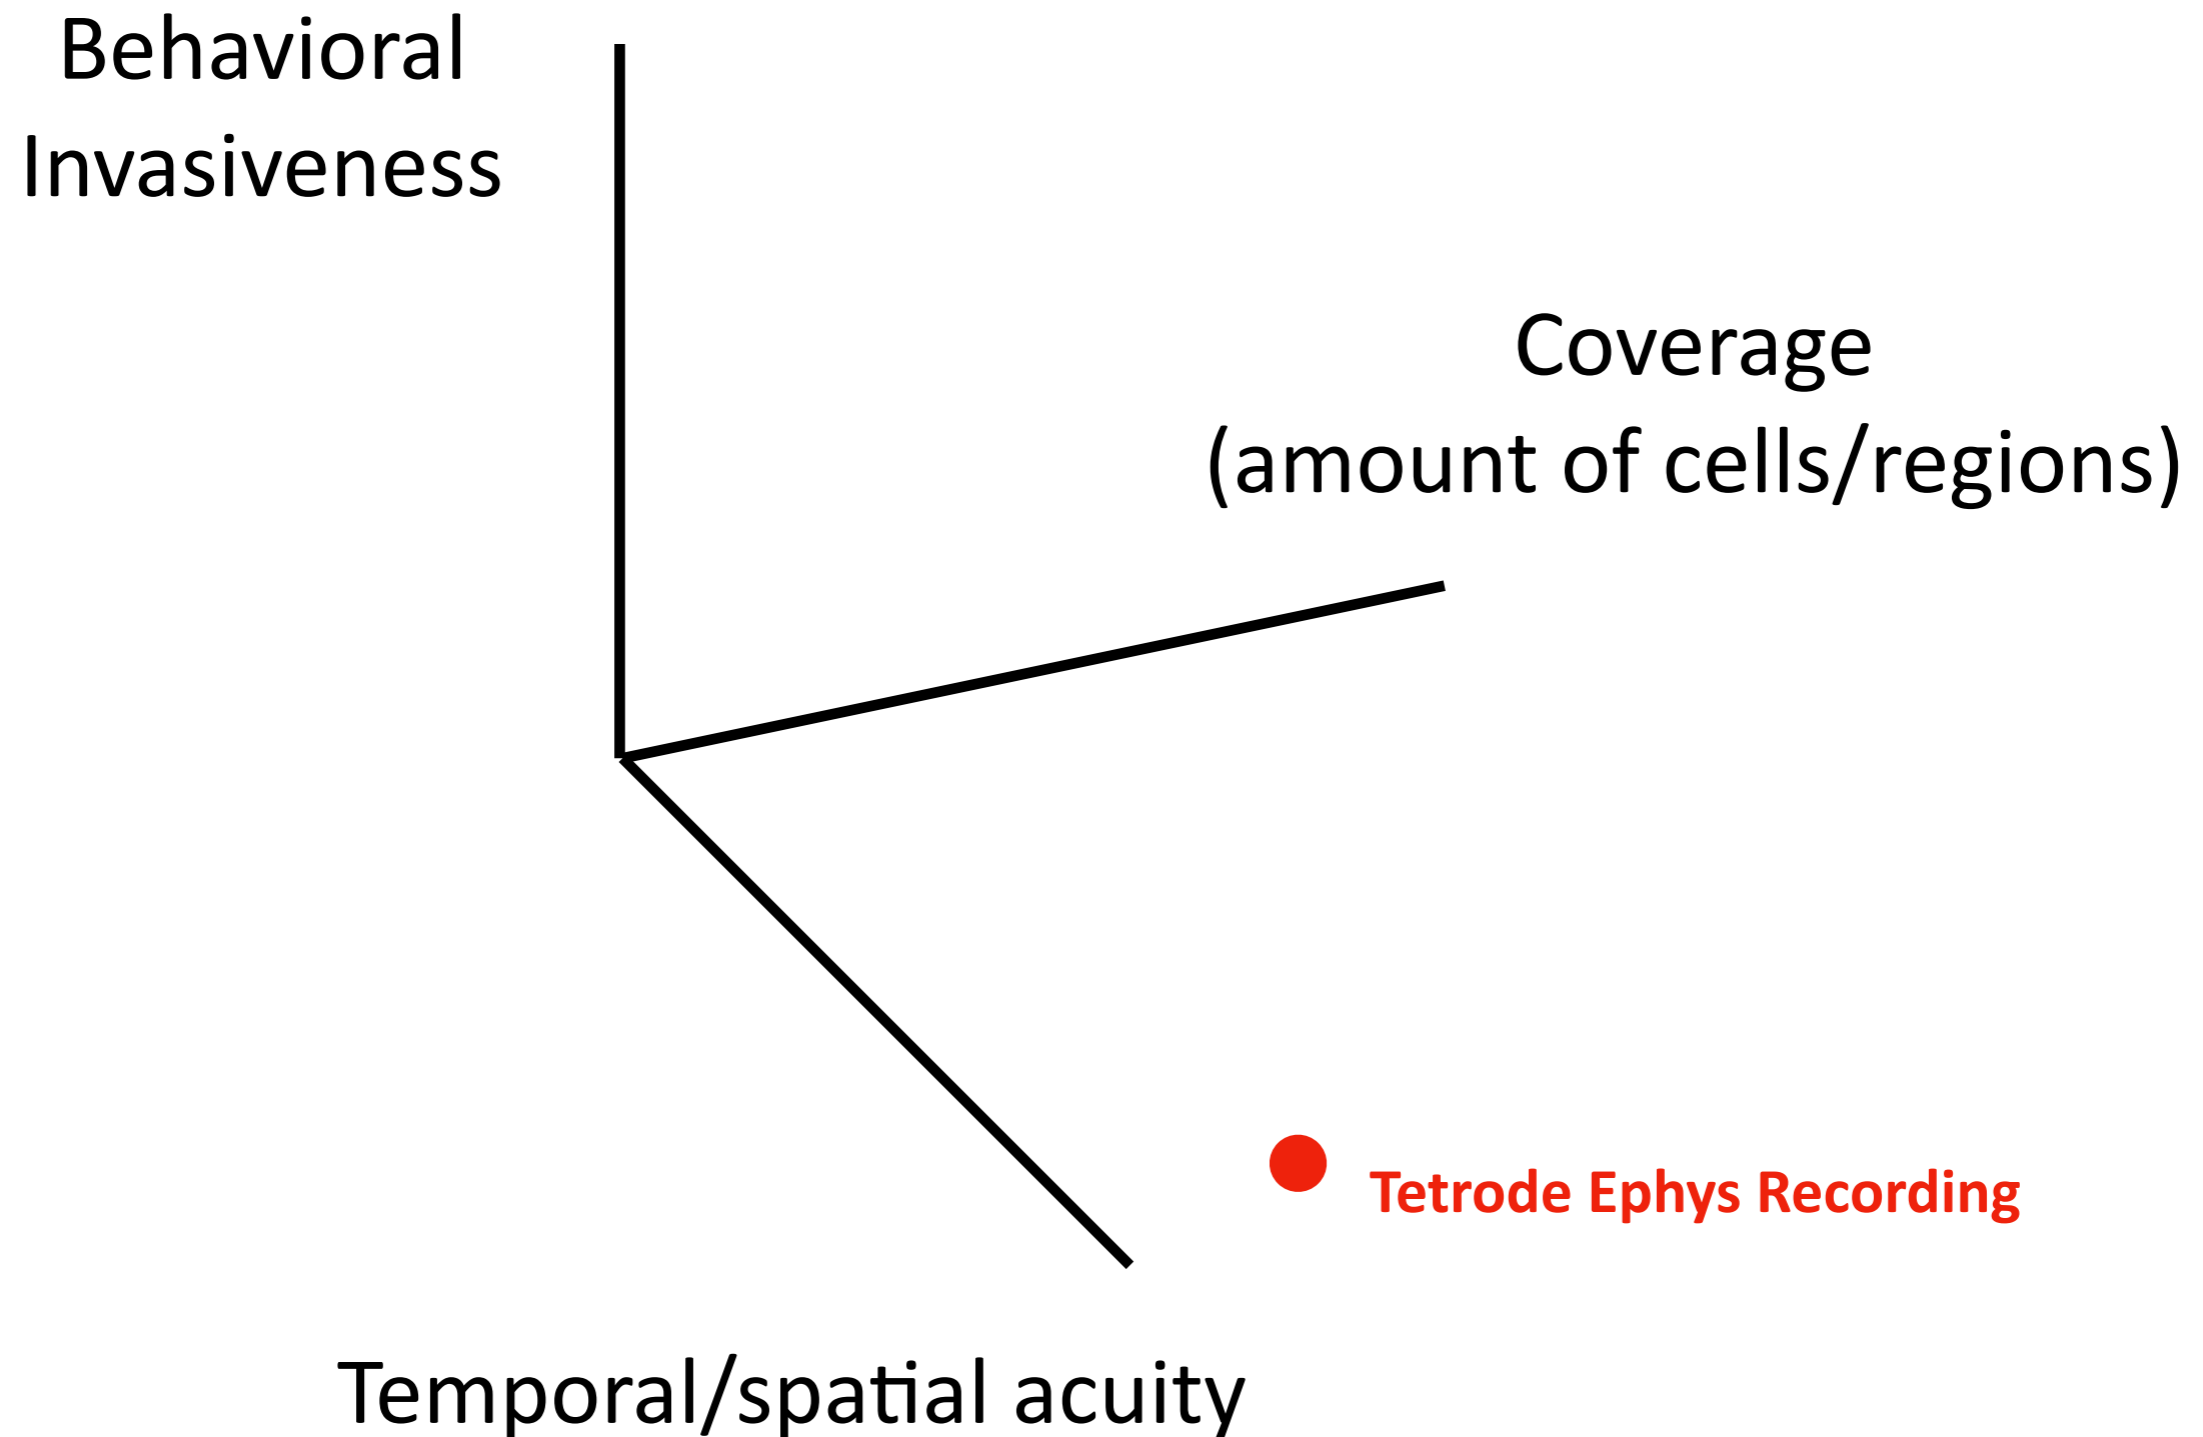 Behavioral
Invasiveness
Coverage
(amount of cells/regions)
Tetrode Ephys Recording
Temporal/spatial acuity